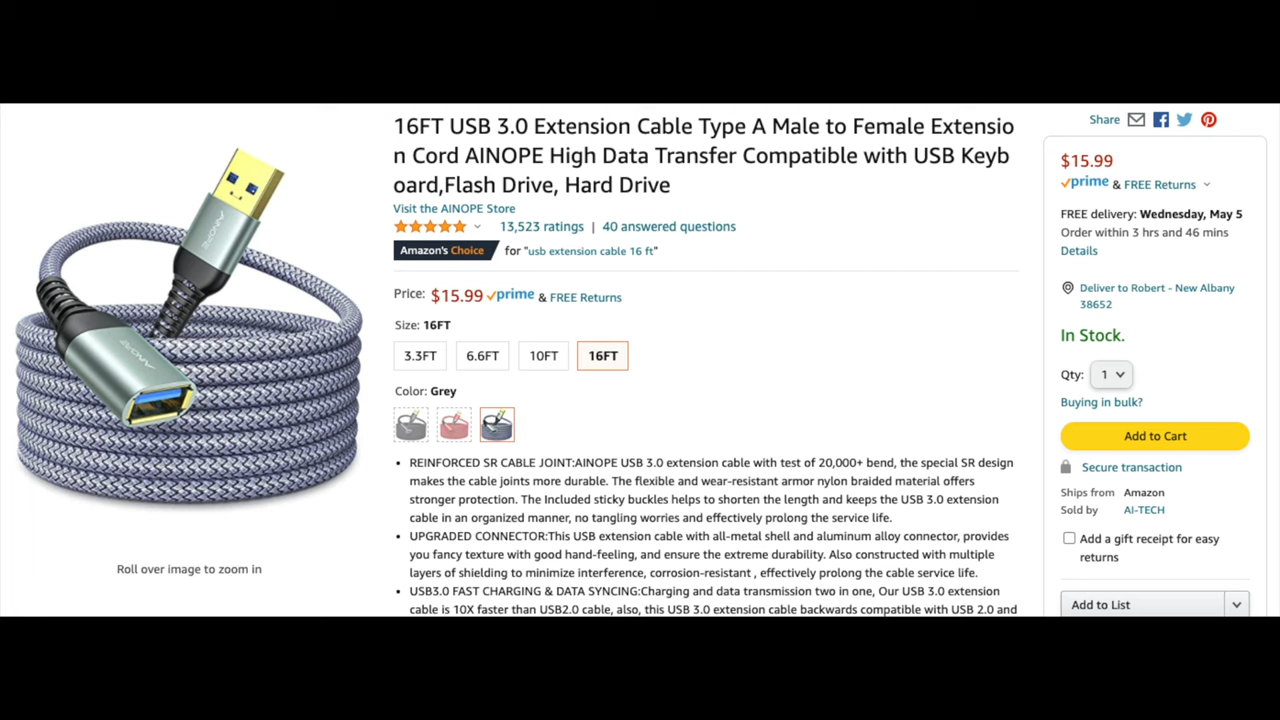 16FT USB 3.0 Extension Cable Type A Male to Female Extensio
n Cord AINOPE High Data Transfer Compatible with USB Keyb
oard,Flash Drive, Hard Drive
Visit the AINOPE Store
13,523 ratings | 40 answered questions
Amazon's Choice for "usb extension cable 16 ft"
Price: $15.99 prime & FREE Returns
Size: 16FT
3.3FT 6.6FT 10FT 16FT
Color: Grey
• REINFORCED SR CABLE JOINT:AINOPE USB 3.0 extension cable with test of 20,000+ bend, the special SR design
makes the cable joints more durable. The flexible and wear-resistant armor nylon braided material offers
stronger protection. The Included sticky buckles helps to shorten the length and keeps the USB 3.0 extension
cable in an organized manner, no tangling worries and effectively prolong the service life.
• UPGRADED CONNECTOR:This USB extension cable with all-metal shell and aluminum alloy connector, provides
you fancy texture with good hand-feeling, and ensure the extreme durability. Also constructed with multiple
layers of shielding to minimize interference, corrosion-resistant , effectively prolong the cable service life.
• USB3.0 FAST CHARGING & DATA SYNCING:Charging and data transmission two in one, Our USB 3.0 extension
cable is 10X faster than USB2.0 cable, also, this USB 3.0 extension cable backwards compatible with USB 2.0 and
AINOPE
AINOPE
Roll over image to zoom in
Share
$15.99
prime & FREE Returns
FREE delivery: Wednesday, May 5
Order within 3 hrs and 46 mins
Details
Deliver to Robert - New Albany
38652
In Stock.
Qty: 1
Buying in bulk?
Add to Cart
Secure transaction
Ships from Amazon
Sold by AI-TECH
Add a gift receipt for easy
returns
Add to List